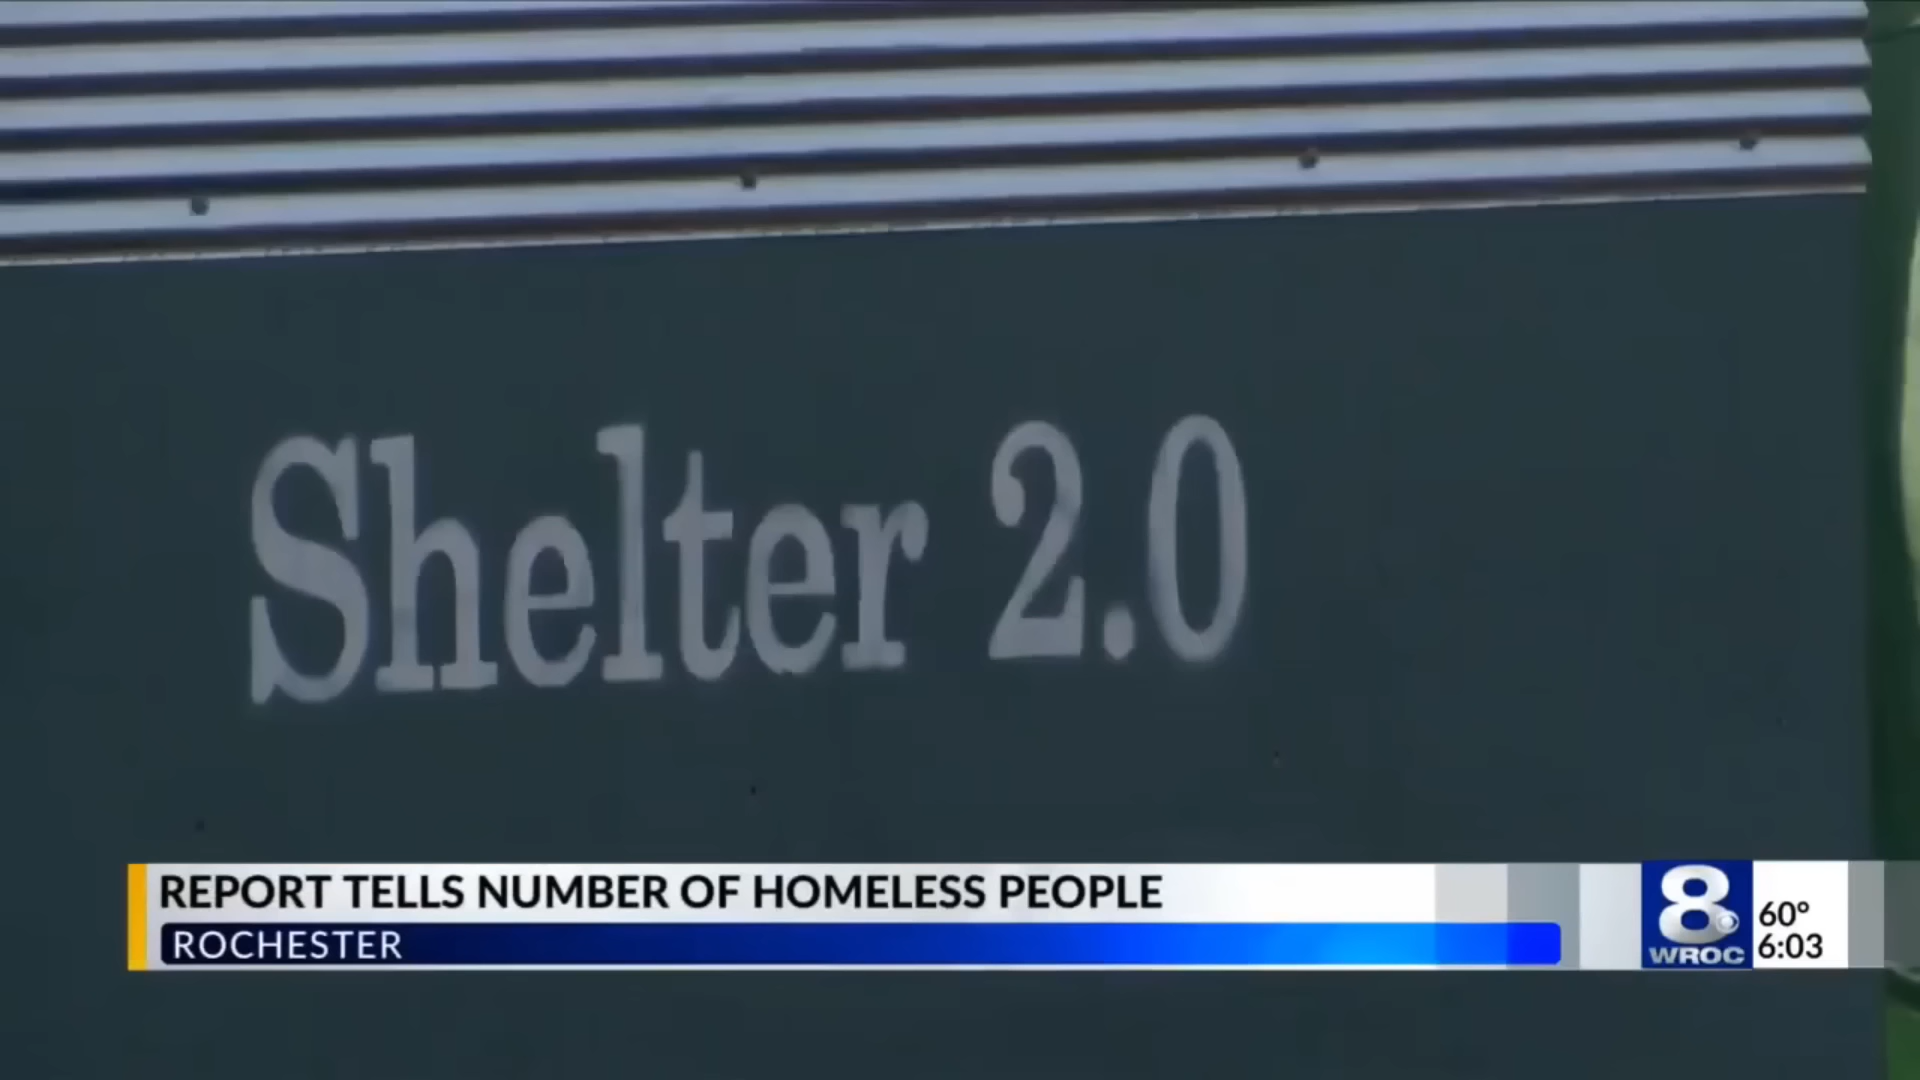 Shelter 2.0
REPORT TELLS NUMBER OF HOMELESS PEOPLE
ROCHESTER
8
WROC
60°
6:03